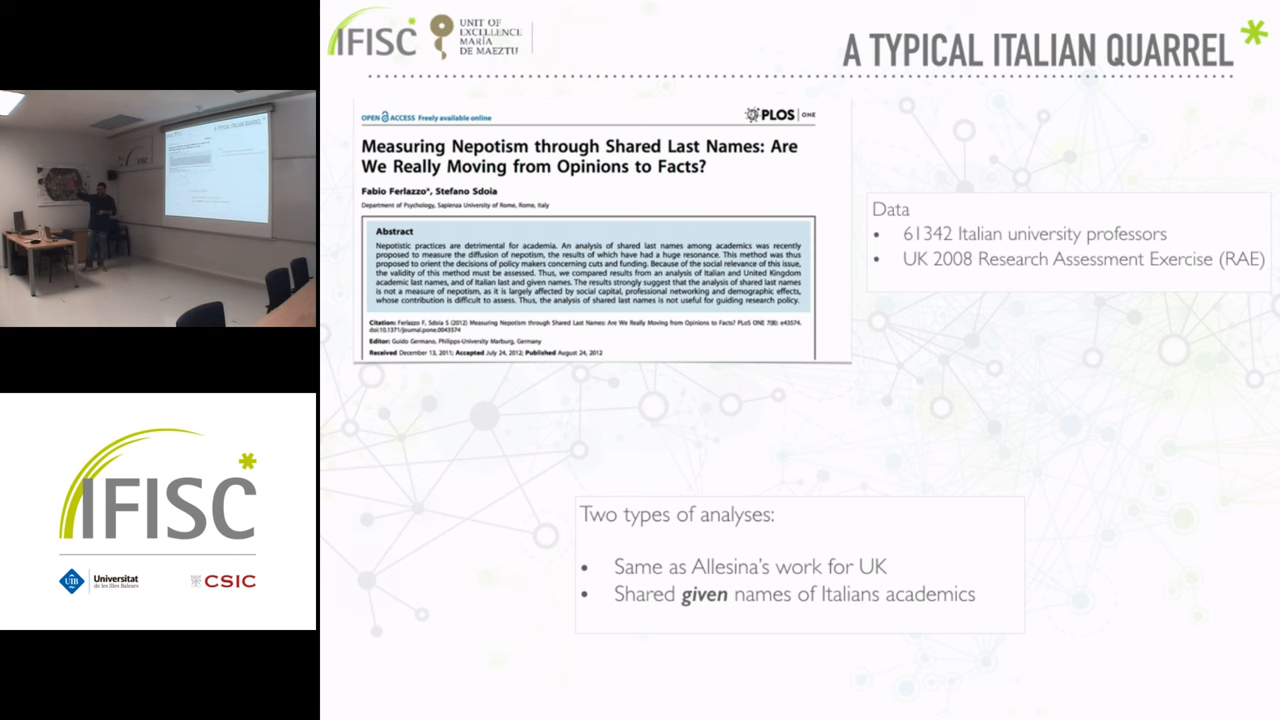 IFISC
UNIT OF
EXCELLENCE
MARÍA
DE MAEZTU
A TYPICAL ITALIAN QUARREL
OPEN ACCESS Freely available online
PLOS ONE
Measuring Nepotism through Shared Last Names: Are
We Really Moving from Opinions to Facts?
Fabio Ferlazzo*, Stefano Sdoia
Department of Psychology, Sapienza University of Rome, Rome, Italy
Abstract
Nepotistic practices are detrimental for academia. An analysis of shared last names among academics was recently
proposed to measure the diffusion of nepotism, the results of which have had a huge resonance. This method was thus
proposed to orient the decisions of policy makers concerning cuts and funding. Because of the social relevance of this issue,
the validity of this method must be assessed. Thus, we compared results from an analysis of Italian and United Kingdom
academic last names, and of Italian last and given names. The results strongly suggest that the analysis of shared last names
is not a measure of nepotism, as it is largely affected by social capital, professional networking and demographic effects,
whose contribution is difficult to assess. Thus, the analysis of shared last names is not useful for guiding research policy.
Citation: Ferlazzo F, Sdoia S (2012) Measuring Nepotism through Shared Last Names: Are We Really Moving from Opinions to Facts? PLoS ONE 7(8): e43574.
doi:10.1371/journal.pone.0043574
Editor: Guido Germano, Philipps-University Marburg, Germany
Received December 13, 2011; Accepted July 24, 2012; Published August 24, 2012
Data
• 61342 Italian university professors
• UK 2008 Research Assessment Exercise (RAE)
Two types of analyses:
• Same as Allesina's work for UK
• Shared given names of Italians academics
A TYPICAL ITALIAN QUARREL
IFISC
UIB Universitat
de les Illes Balears
CSIC